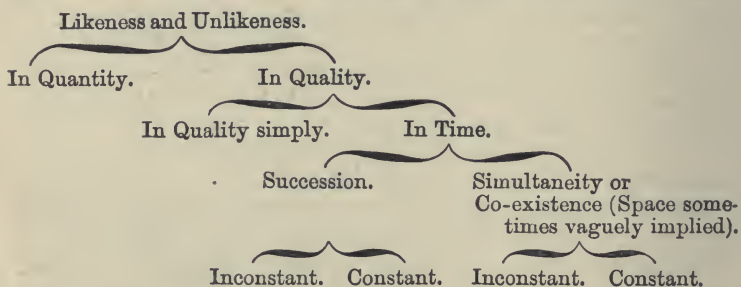 Likeness and Unlikeness.
In Quantity. In Quality.
In Quality simply. In Time.
Succession. Simultaneity or
Co-existence (Space some-
times vaguely implied).
Inconstant. Constant. Inconstant. Constant.